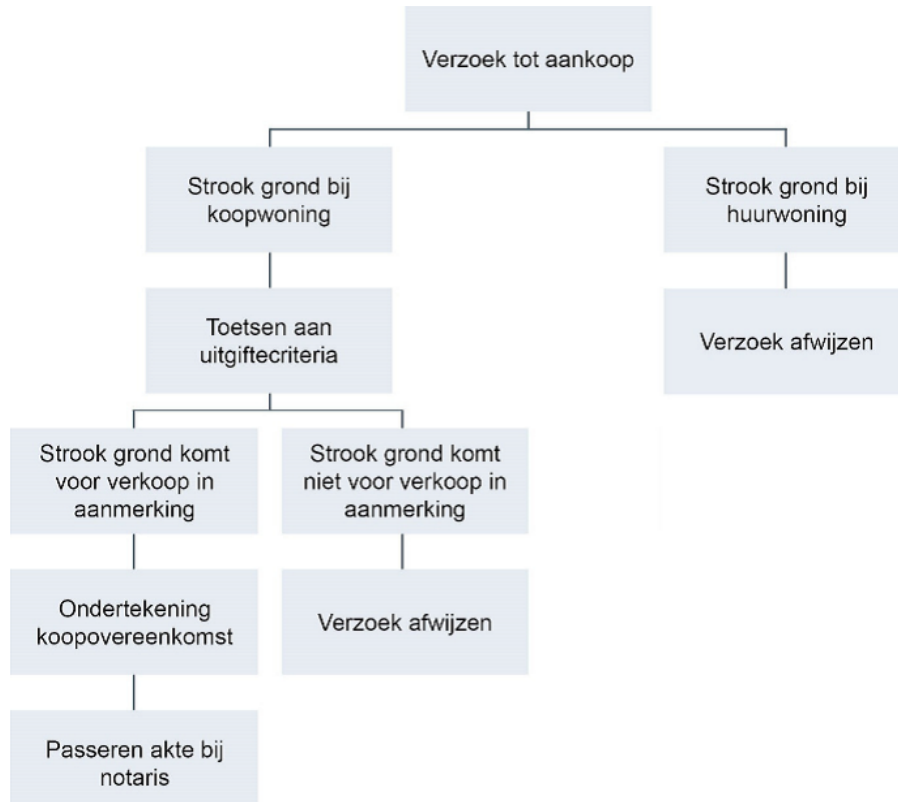 Verzoek tot aankoop
Strook grond bij
koopwoning
Strook grond bij
huurwoning
Toetsen aan
uitgiftecriteria
Verzoek afwijzen
Strook grond komt
voor verkoop in
aanmerking
Strook grond komt
niet voor verkoop in
aanmerking
Ondertekening
koopovereenkomst
Verzoek afwijzen
Passeren akte bij
notaris